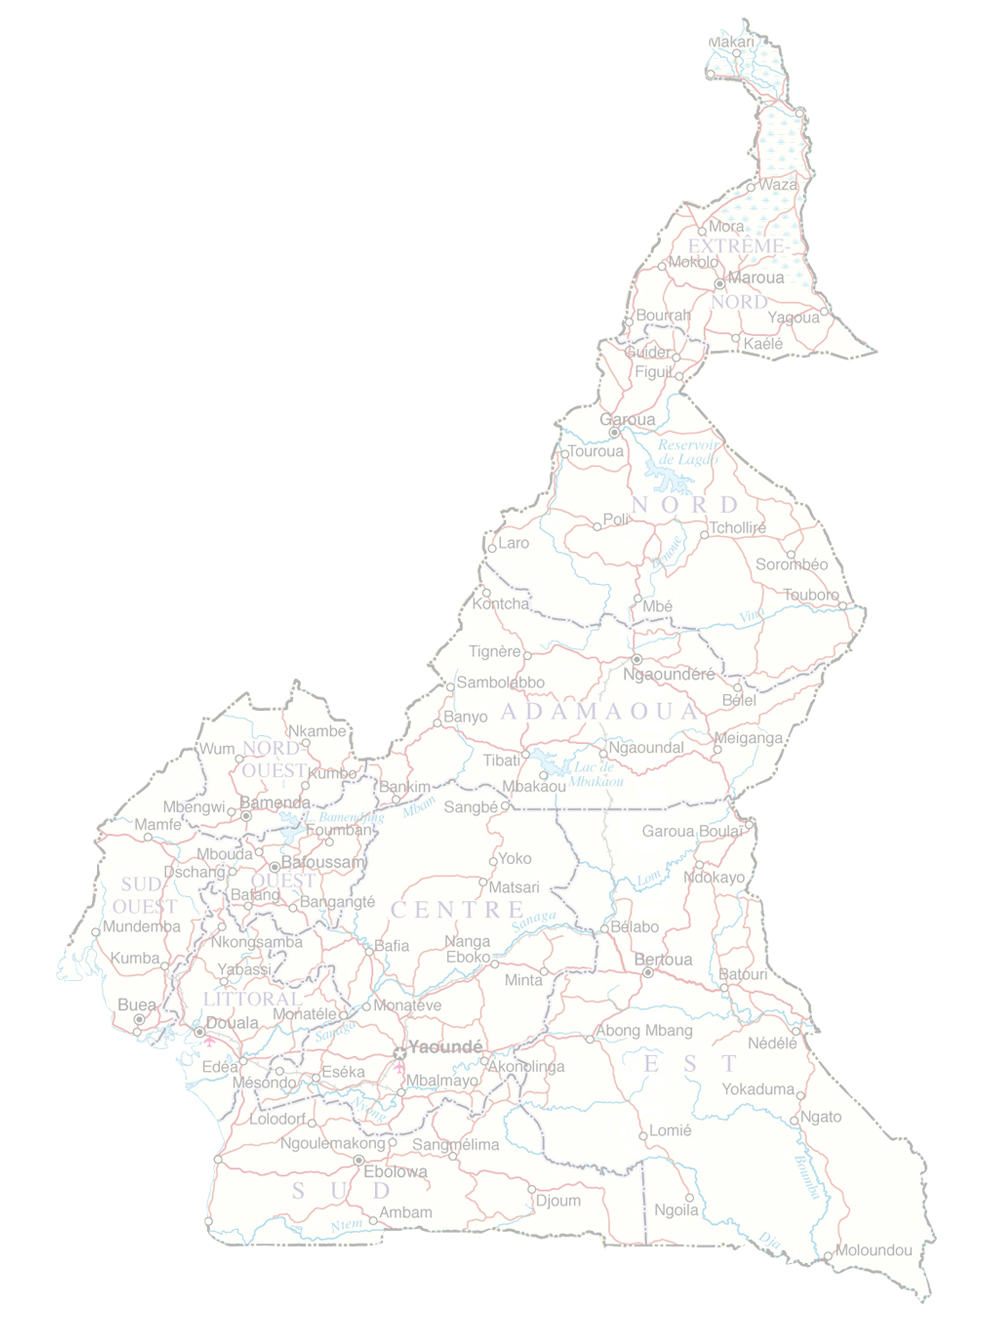 Makari
Waza
Mora
EXTRÊME-
Mokolo
Maroua
NORD
Bourrah
Yagoua
Kaélé
Guider
Figuil
Garoua
Reservoir
de Lagdo
Touroua
NORD
Poli
Tcholliré
Laro
Bénoué
Sorombéo
Kontcha
Mbé
Touboro
Vina
Tignère
Ngaoundéré
Sambolabbo
Bélel
ADAMAOUA
Banyo
Nkambe
Meiganga
Wum
NORD-
OUEST
Ngaoundal
Tibati
Lac de
Mbakaou
Kumbo
Mbakaou
Bankim
Mbengwi
Bamenda
Mbam
Sangbé
L. Bamendjing
Mamfe
Foumban
Garoua Boulaï
Mbouda
Bafoussam
Yoko
Dschang
Lom
Ndokayo
SUD-
OUEST
OUEST
Matsari
Bafang
Bangangté
CENTRE
Mundemba
Sanaga
Bélabo
Nkongsamba
Bafia
Nanga
Eboko
Kumba
Bertoua
Yabassi
Minta
Batouri
LITTORAL
Buea
Monatéle
Monatéve
Douala
Sanaga
Abong Mbang
Nédélé
Yaoundé
Edéa
Akonolinga
EST
Mésondo
Eséka
Mbalmayo
Yokaduma
Nyong
Lolodorf
Ngato
Lomié
Ngoulemakong
Sangmélima
Ebolowa
Boumba
SUD
Djoum
Ngoila
Ambam
Ntem
Dja
Moloundou